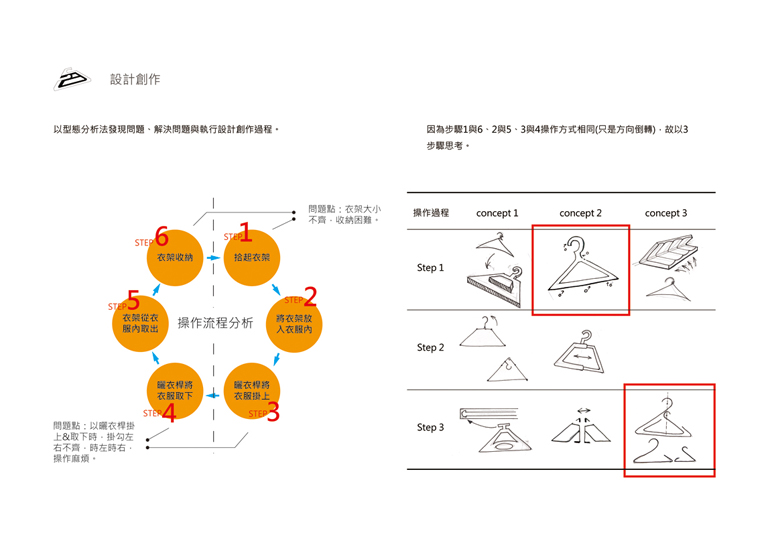 設計創作
以型態分析法發現問題、解決問題與執行設計創作過程。
因為步驟1與6、2與5、3與4操作方式相同(只是方向倒轉)，故以3
步驟思考。
問題點：衣架大小
不齊，收納困難。
STEP 6
衣架收納
STEP 1
拾起衣架
STEP 5
衣架從衣
服內取出
操作流程分析
STEP 2
將衣架放
入衣服內
STEP 4
曬衣桿將
衣服取下
STEP 3
曬衣桿將
衣服掛上
問題點：以曬衣桿掛
上&取下時，掛勾左
右不齊，時左時右，
操作麻煩。
操作過程 concept 1 concept 2 concept 3
Step 1
Step 2
Step 3